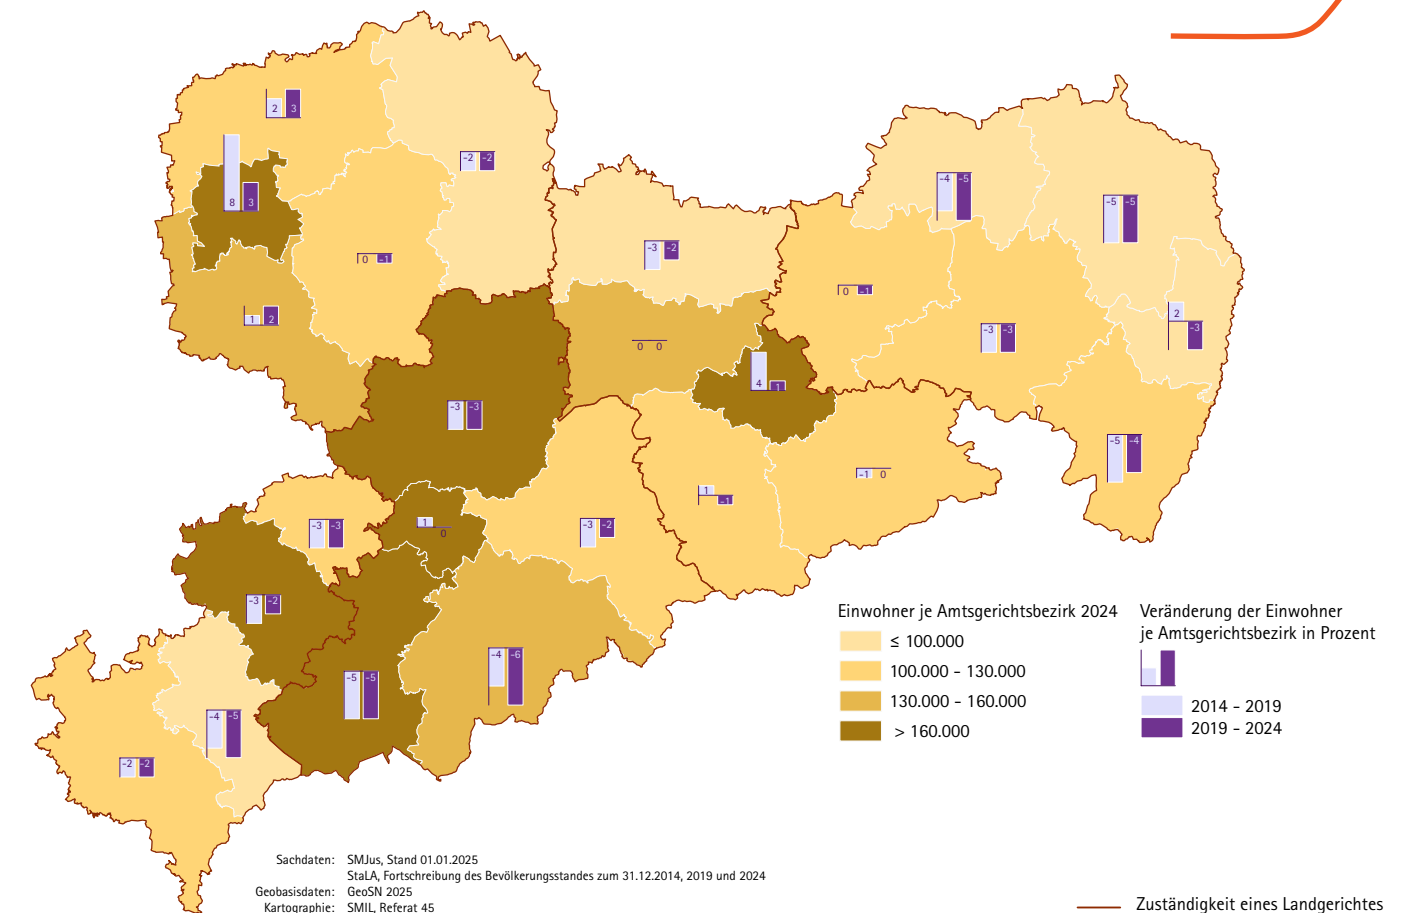 2 3
-2 -2
8 3
-4 -5
-5 -5
-3 -2
0 -1
0 -1
1 2
2
-3
-3 -3
0 0
4 1
-3 -3
-5 -4
-1 0
1
-1
1
0
-3 -3
-3 -2
-3 -2
-4 -6
-5 -5
-4 -5
-2 -2
Einwohner je Amtsgerichtsbezirk 2024
≤ 100.000
100.000 - 130.000
130.000 - 160.000
> 160.000
Veränderung der Einwohner
je Amtsgerichtsbezirk in Prozent
2014 - 2019
2019 - 2024
Sachdaten: SMJus, Stand 01.01.2025
StaLA, Fortschreibung des Bevölkerungsstandes zum 31.12.2014, 2019 und 2024
Geobasisdaten: GeoSN 2025
Kartographie: SMIL, Referat 45
Zuständigkeit eines Landgerichtes